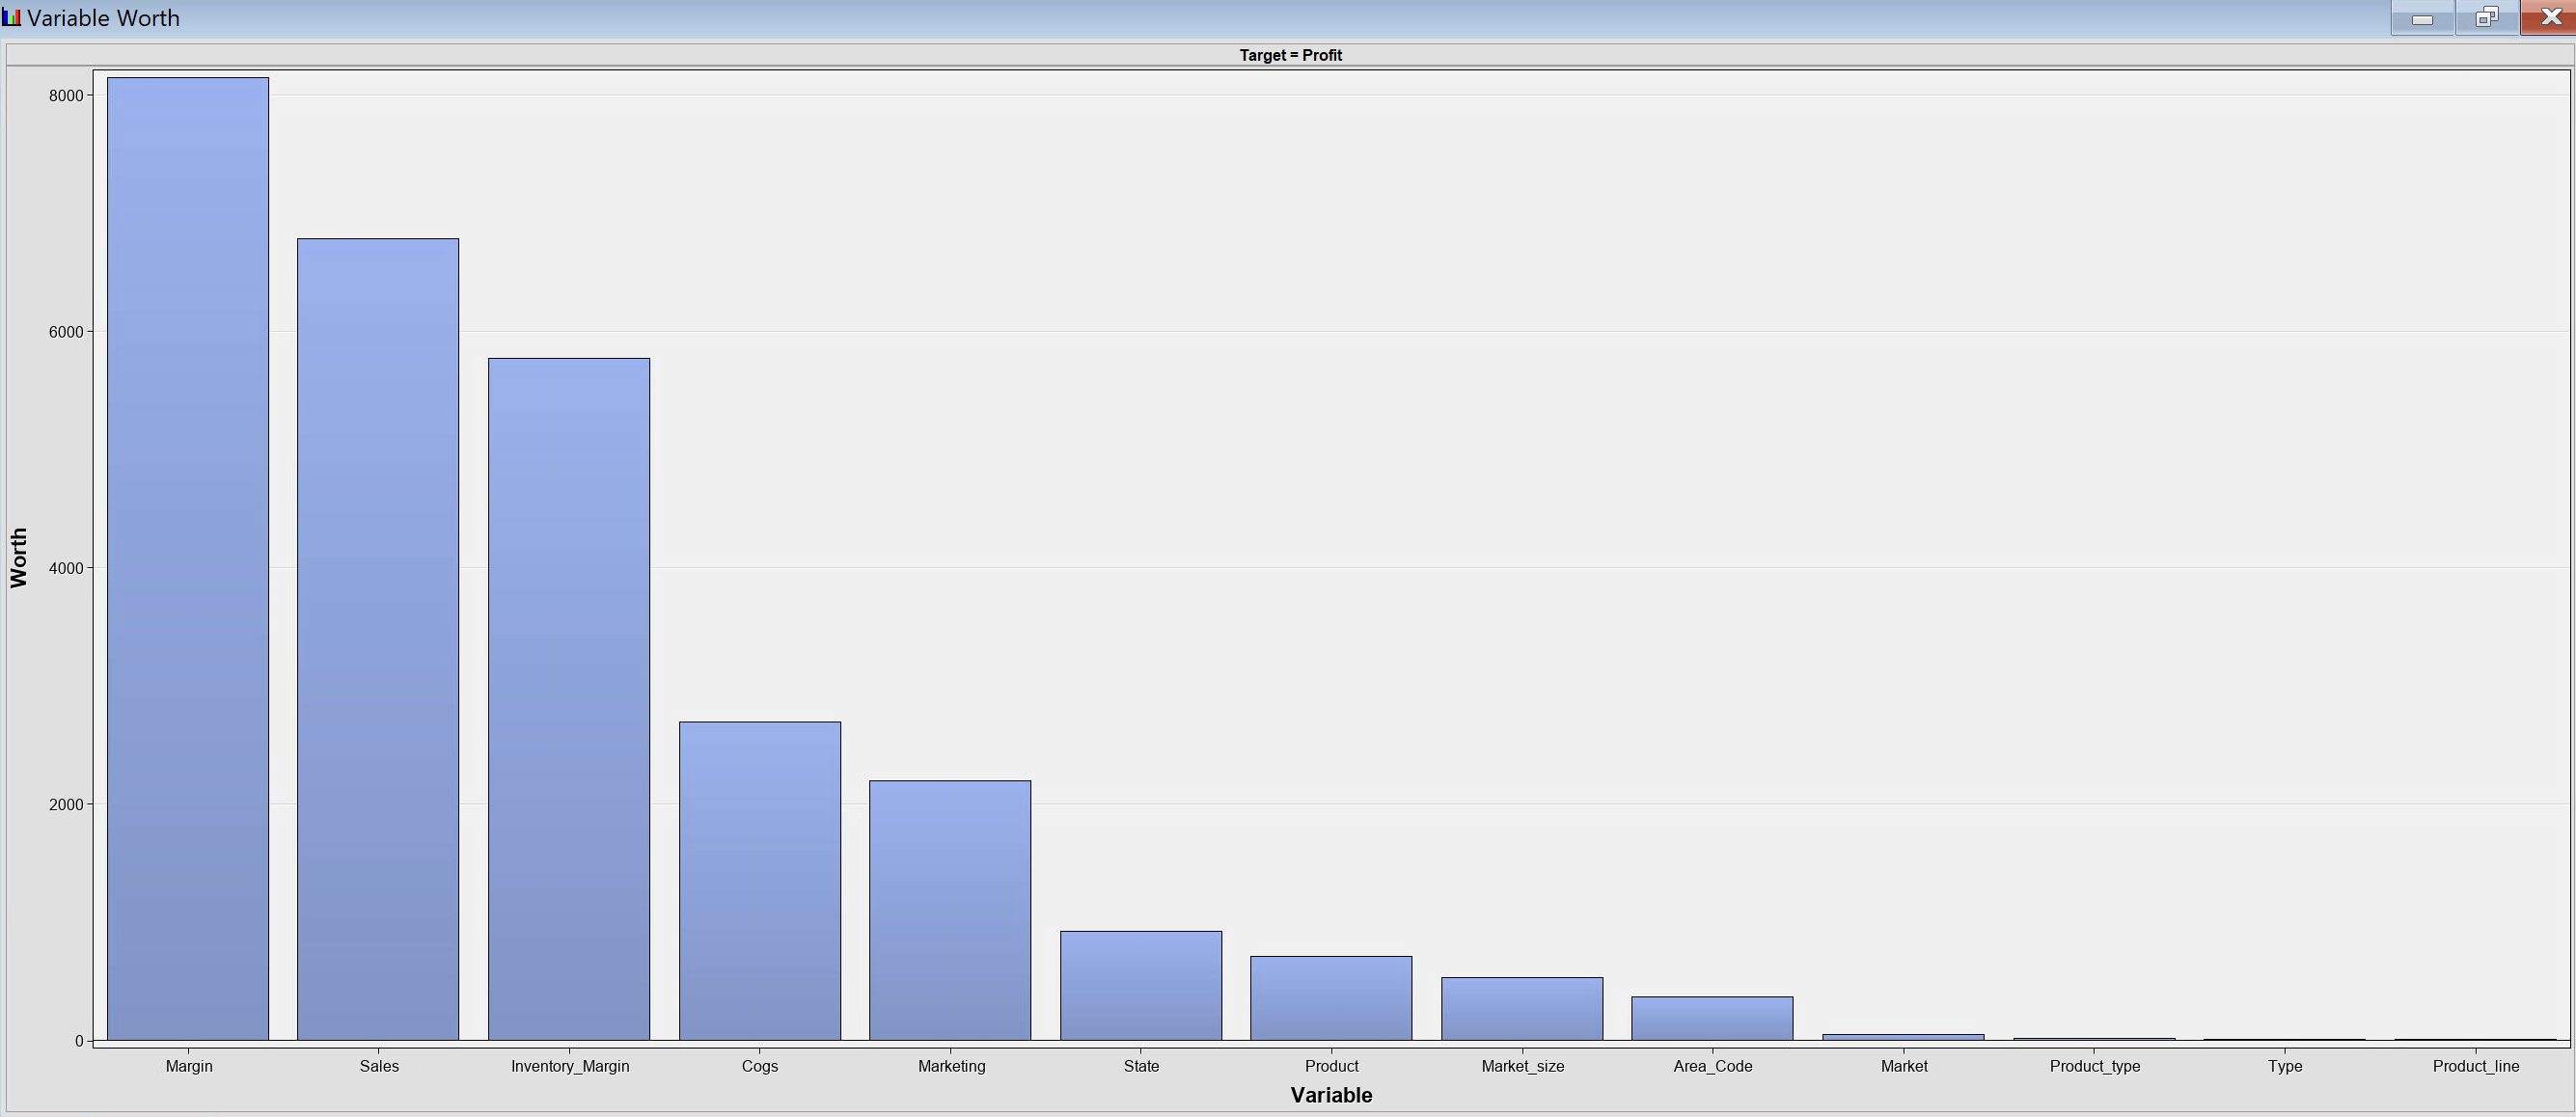 Variable Worth
Target = Profit
8000
6000
4000
2000
0
Worth
Margin Sales Inventory_Margin Cogs Marketing State Product Market_size Area_Code Market Product_type Type Product_line
Variable